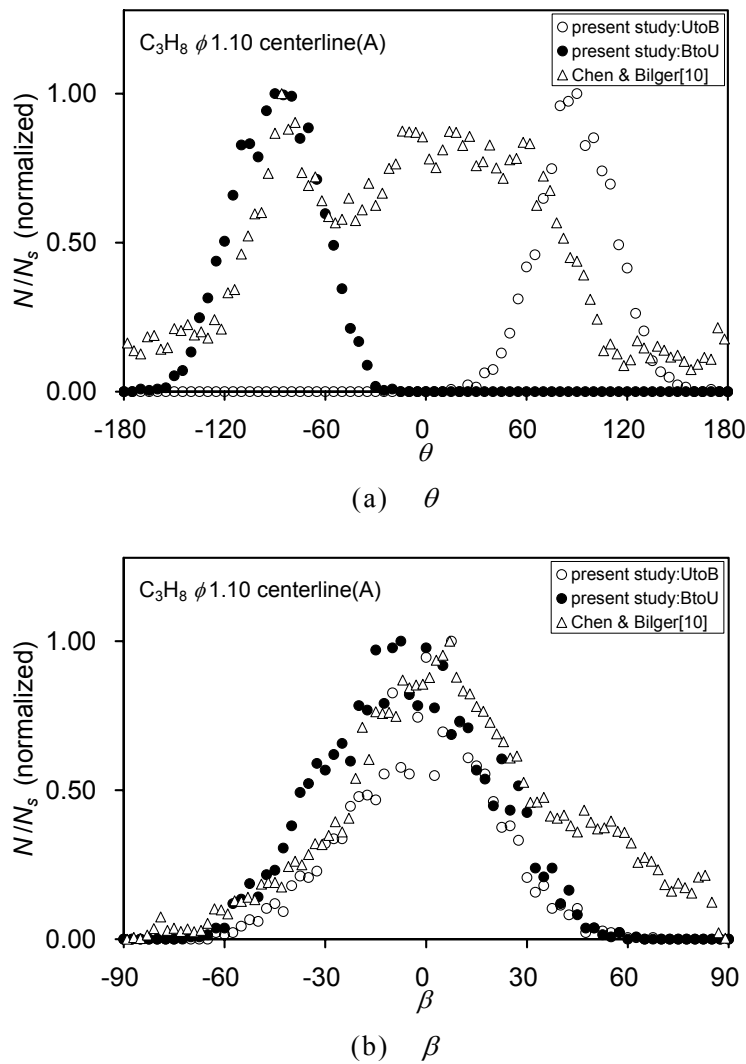 C3H8 ϕ1.10 centerline(A)
present study:UtoB
present study:BtoU
Chen & Bilger[10]
1.00
0.50
0.00
N/Ns (normalized)
-180 -120 -60 0 60 120 180
θ
(a) θ
C3H8 ϕ1.10 centerline(A)
present study:UtoB
present study:BtoU
Chen & Bilger[10]
1.00
0.50
0.00
N/Ns (normalized)
-90 -60 -30 0 30 60 90
β
(b) β